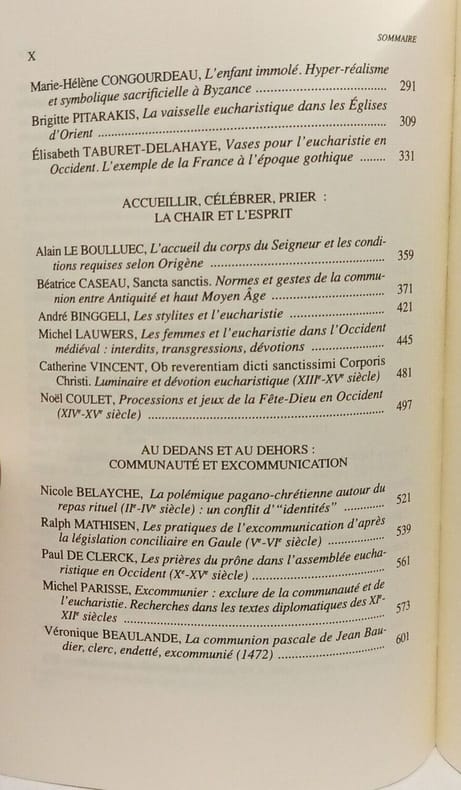 X
SOMMAIRE
Marie-Hélène CONGOURDEAU, L'enfant immolé. Hyper-réalisme
et symbolique sacrificielle à Byzance ........ 291
Brigitte PITARAKIS, La vaisselle eucharistique dans les Églises
d'Orient ........ 309
Élisabeth TABURET-DELAHAYE, Vases pour l'eucharistie en
Occident. L'exemple de la France à l'époque gothique ........ 331
ACCUEILLIR, CÉLÉBRER, PRIER :
LA CHAIR ET L'ESPRIT
Alain LE BOULLUEC, L'accueil du corps du Seigneur et les condi-
tions requises selon Origène ........ 359
Béatrice CASEAU, Sancta sanctis. Normes et gestes de la commu-
nion entre Antiquité et haut Moyen Âge ........ 371
André BINGGELI, Les stylites et l'eucharistie ........ 421
Michel LAUWERS, Les femmes et l'eucharistie dans l'Occident
médiéval : interdits, transgressions, dévotions ........ 445
Catherine VINCENT, Ob reverentiam dicti sanctissimi Corporis
Christi. Luminaire et dévotion eucharistique (XIIIe-XVe siècle) 481
Noël COULET, Processions et jeux de la Fête-Dieu en Occident
(XIVe-XVe siècle) ........ 497
AU DEDANS ET AU DEHORS :
COMMUNAUTÉ ET EXCOMMUNICATION
Nicole BELAYCHE, La polémique pagano-chrétienne autour du
repas rituel (IIe-IVe siècle) : un conflit d'"identités" ........ 521
Ralph MATHISEN, Les pratiques de l'excommunication d'après
la législation conciliaire en Gaule (Ve-VIe siècle) ........ 539
Paul DE CLERCK, Les prières du prône dans l'assemblée eucha-
ristique en Occident (Xe-XVe siècle) ........ 561
Michel PARISSE, Excommunier : exclure de la communauté et de
l'eucharistie. Recherches dans les textes diplomatiques des XIe-
XIIe siècles ........ 573
Véronique BEAULANDE, La communion pascale de Jean Bau-
dier, clerc, endetté, excommunié (1472) ........ 601